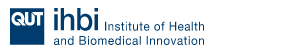 QUT ihbi Institute of Health
and Biomedical Innovation